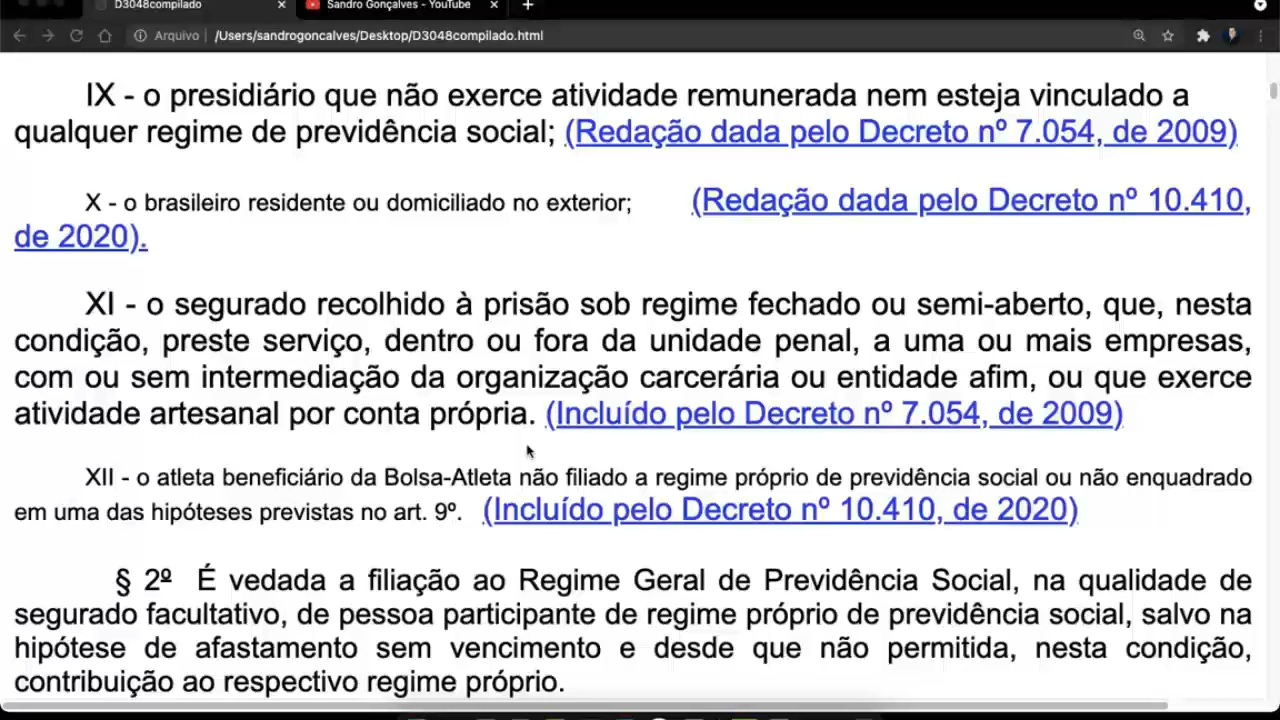 D3048compilado
Sandro Gonçalves - YouTube
Arquivo
/Users/sandrogoncalves/Desktop/D3048compilado.html
IX - o presidiário que não exerce atividade remunerada nem esteja vinculado a
qualquer regime de previdência social; (Redação dada pelo Decreto nº 7.054, de 2009)
X - o brasileiro residente ou domiciliado no exterior; (Redação dada pelo Decreto nº 10.410,
de 2020).
XI - o segurado recolhido à prisão sob regime fechado ou semi-aberto, que, nesta
condição, preste serviço, dentro ou fora da unidade penal, a uma ou mais empresas,
com ou sem intermediação da organização carcerária ou entidade afim, ou que exerce
atividade artesanal por conta própria. (Incluído pelo Decreto nº 7.054, de 2009)
XII - o atleta beneficiário da Bolsa-Atleta não filiado a regime próprio de previdência social ou não enquadrado
em uma das hipóteses previstas no art. 9º. (Incluído pelo Decreto nº 10.410, de 2020)
§ 2º É vedada a filiação ao Regime Geral de Previdência Social, na qualidade de
segurado facultativo, de pessoa participante de regime próprio de previdência social, salvo na
hipótese de afastamento sem vencimento e desde que não permitida, nesta condição,
contribuição ao respectivo regime próprio.